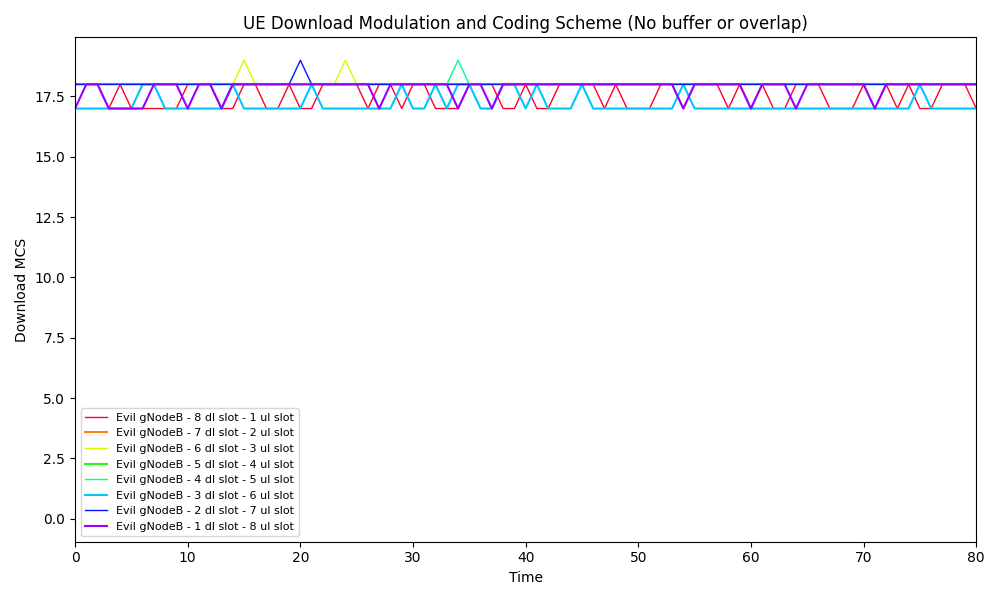 UE Download Modulation and Coding Scheme (No buffer or overlap)
Download MCS
17.5
15.0
12.5
10.0
7.5
5.0
2.5
0.0
Evil gNodeB - 8 dl slot - 1 ul slot
Evil gNodeB - 7 dl slot - 2 ul slot
Evil gNodeB - 6 dl slot - 3 ul slot
Evil gNodeB - 5 dl slot - 4 ul slot
Evil gNodeB - 4 dl slot - 5 ul slot
Evil gNodeB - 3 dl slot - 6 ul slot
Evil gNodeB - 2 dl slot - 7 ul slot
Evil gNodeB - 1 dl slot - 8 ul slot
0 10 20 30 40 50 60 70 80
Time